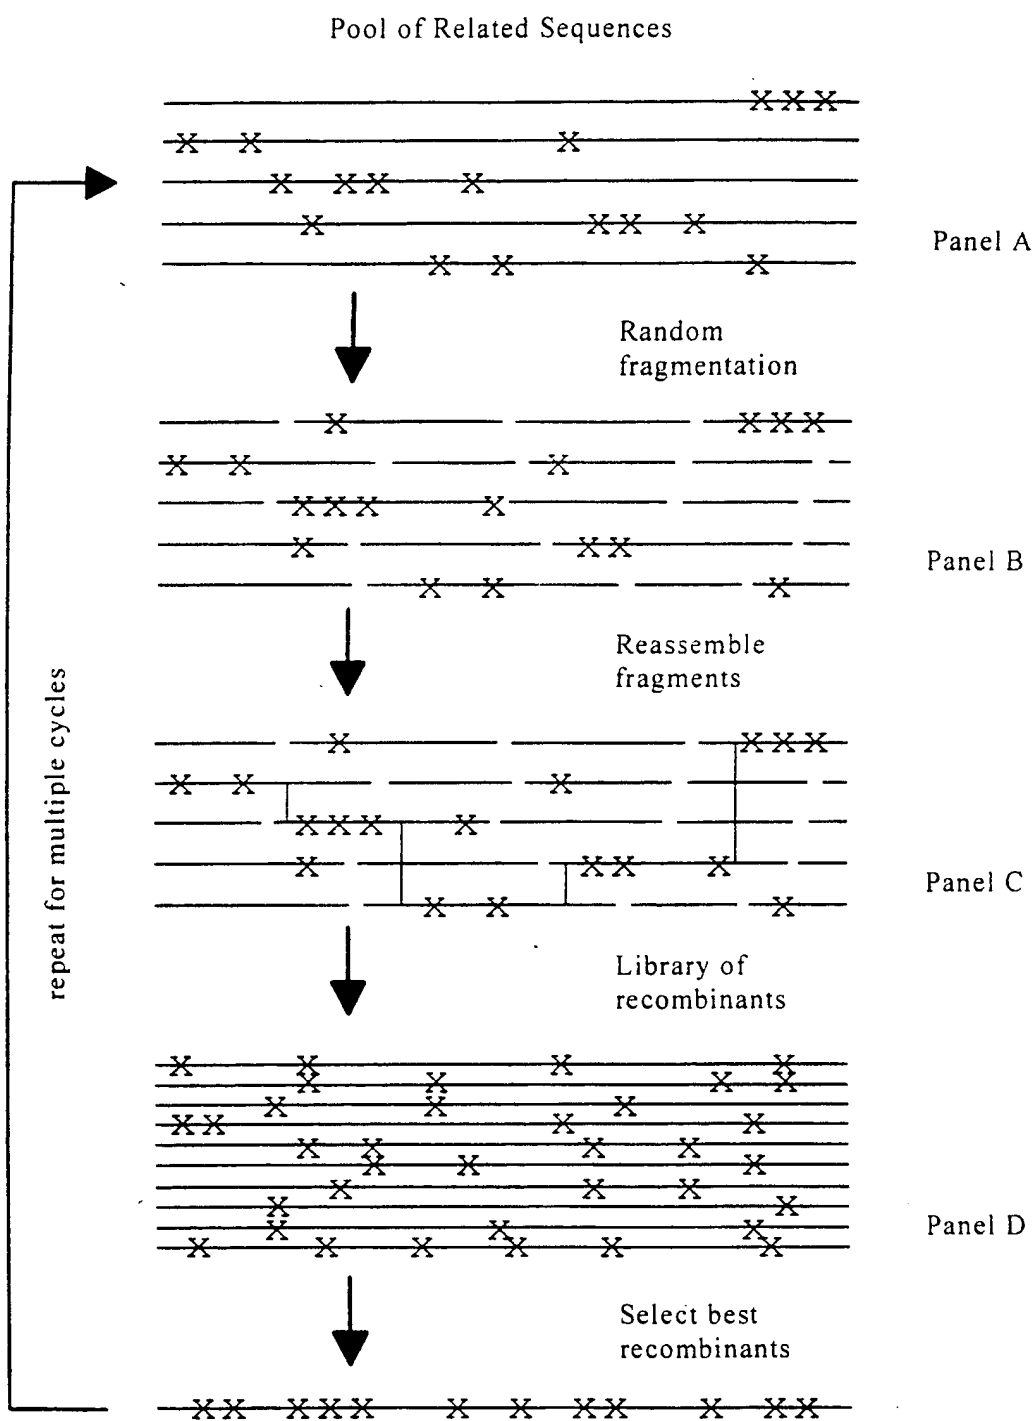 Pool of Related Sequences
Panel A
Random
fragmentation
Panel B
Reassemble
fragments
repeat for multiple cycles
Panel C
Library of
recombinants
Panel D
Select best
recombinants